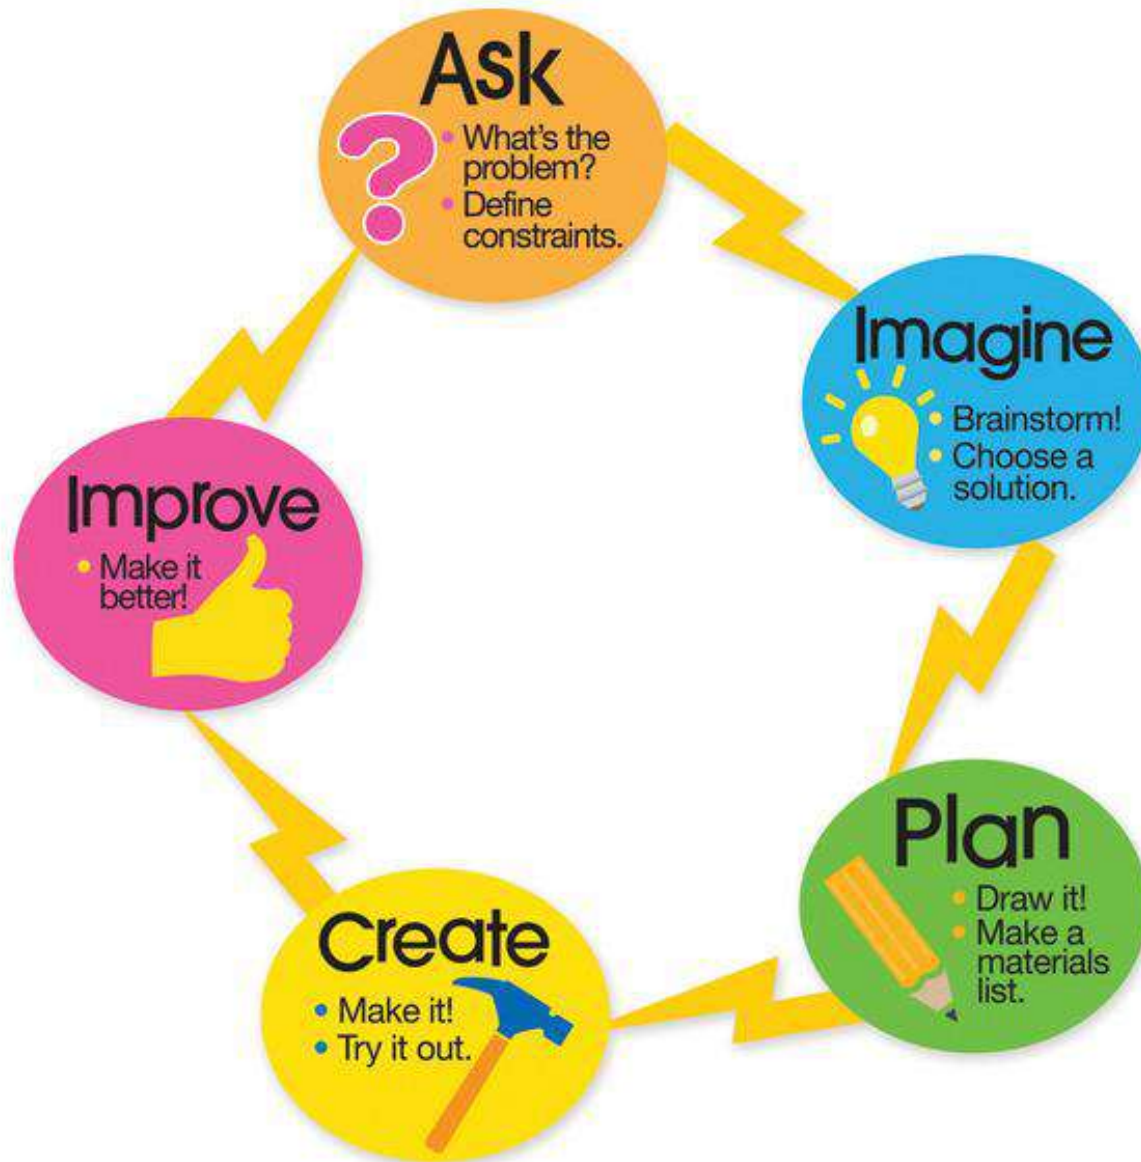 Ask
• What's the
problem?
• Define
constraints.
Imagine
• Brainstorm!
• Choose a
solution.
Plan
• Draw it!
• Make a
materials
list.
Create
• Make it!
• Try it out.
Improve
• Make it
better!